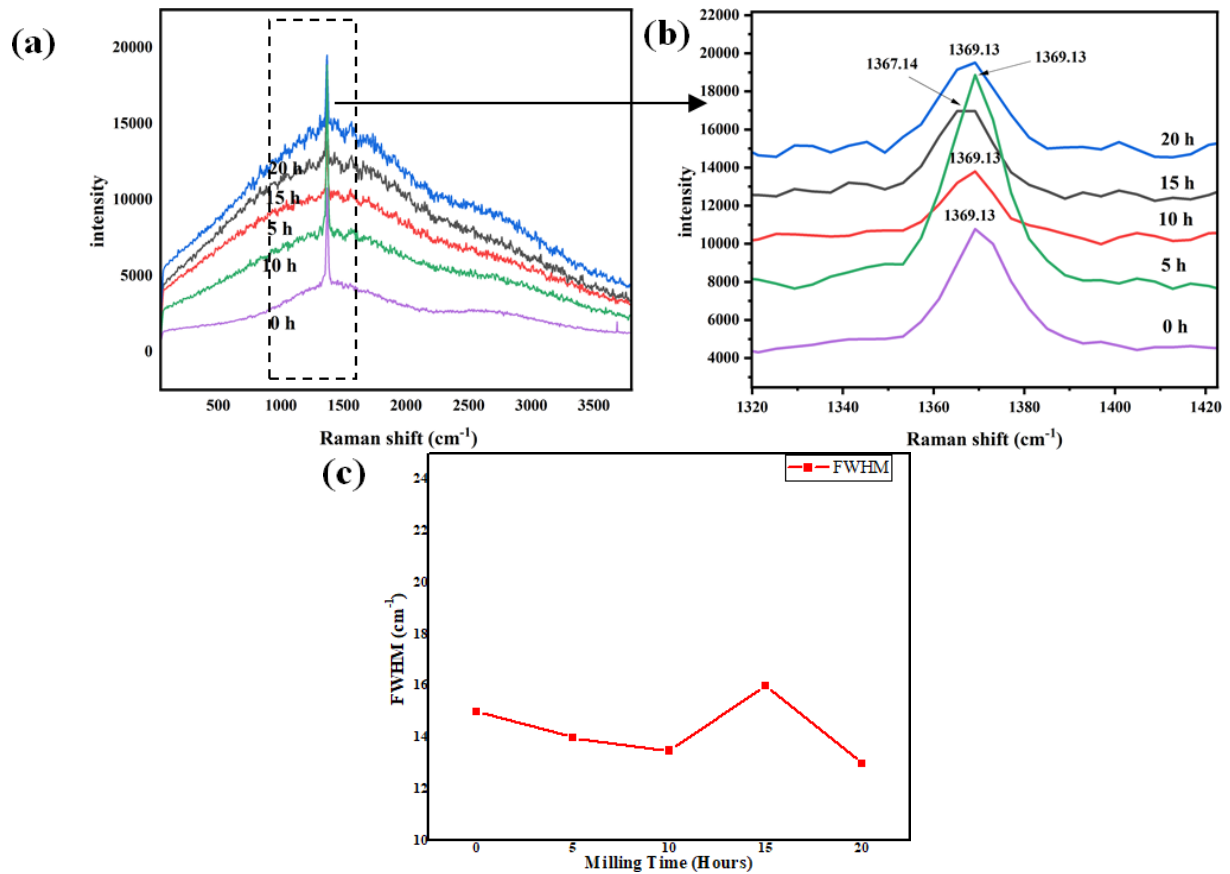 (a)
20000
15000
10000
5000
0
intensity
20 h
15 h
5 h
10 h
0 h
500 1000 1500 2000 2500 3000 3500
Raman shift (cm⁻¹)
(b)
22000
20000
18000
16000
14000
12000
10000
8000
6000
4000
intensity
1369.13
1367.14
1369.13
1369.13
1369.13
20 h
15 h
10 h
5 h
0 h
1320 1340 1360 1380 1400 1420
Raman shift (cm⁻¹)
(c)
FWHM
24
22
20
18
16
14
12
10
FWHM (cm⁻¹)
0 5 10 15 20
Milling Time (Hours)